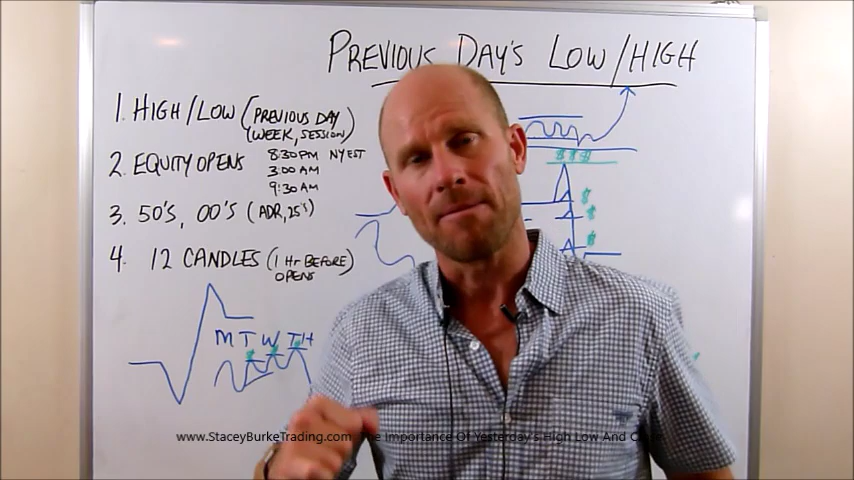 PREVIOUS DAY'S LOW/HIGH
1. HIGH/LOW (PREVIOUS DAY
(WEEK, SESSION)
2. EQUITY OPENS 8:30PM NY EST
3:00 AM
9:30 AM
3. 50'S, 00'S (ADR, 25's)
4. 12 CANDLES (1 Hr BEFORE
OPENS)
$$$
$
$
$
M T W TH
www.StaceyBurkeTrading.com The Importance Of Yesterday's High Low And